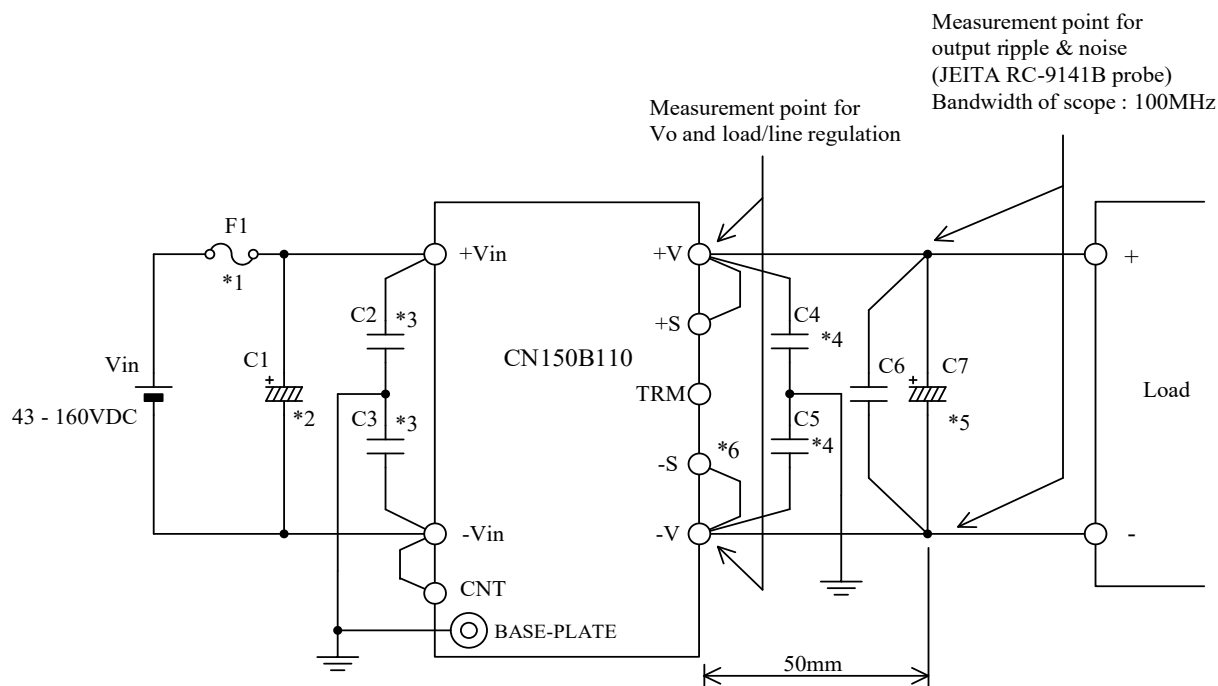 Measurement point for
output ripple & noise
(JEITA RC-9141B probe)
Bandwidth of scope : 100MHz
Measurement point for
Vo and load/line regulation
F1
*1
+Vin
+V
+
C2
*3
+S
C4
*4
CN150B110
Vin
43 - 160VDC
C1
+
*2
TRM
C6
+
C7
*5
Load
C3
*3
C5
*4
-S
*6
-Vin
-V
-
CNT
BASE-PLATE
50mm